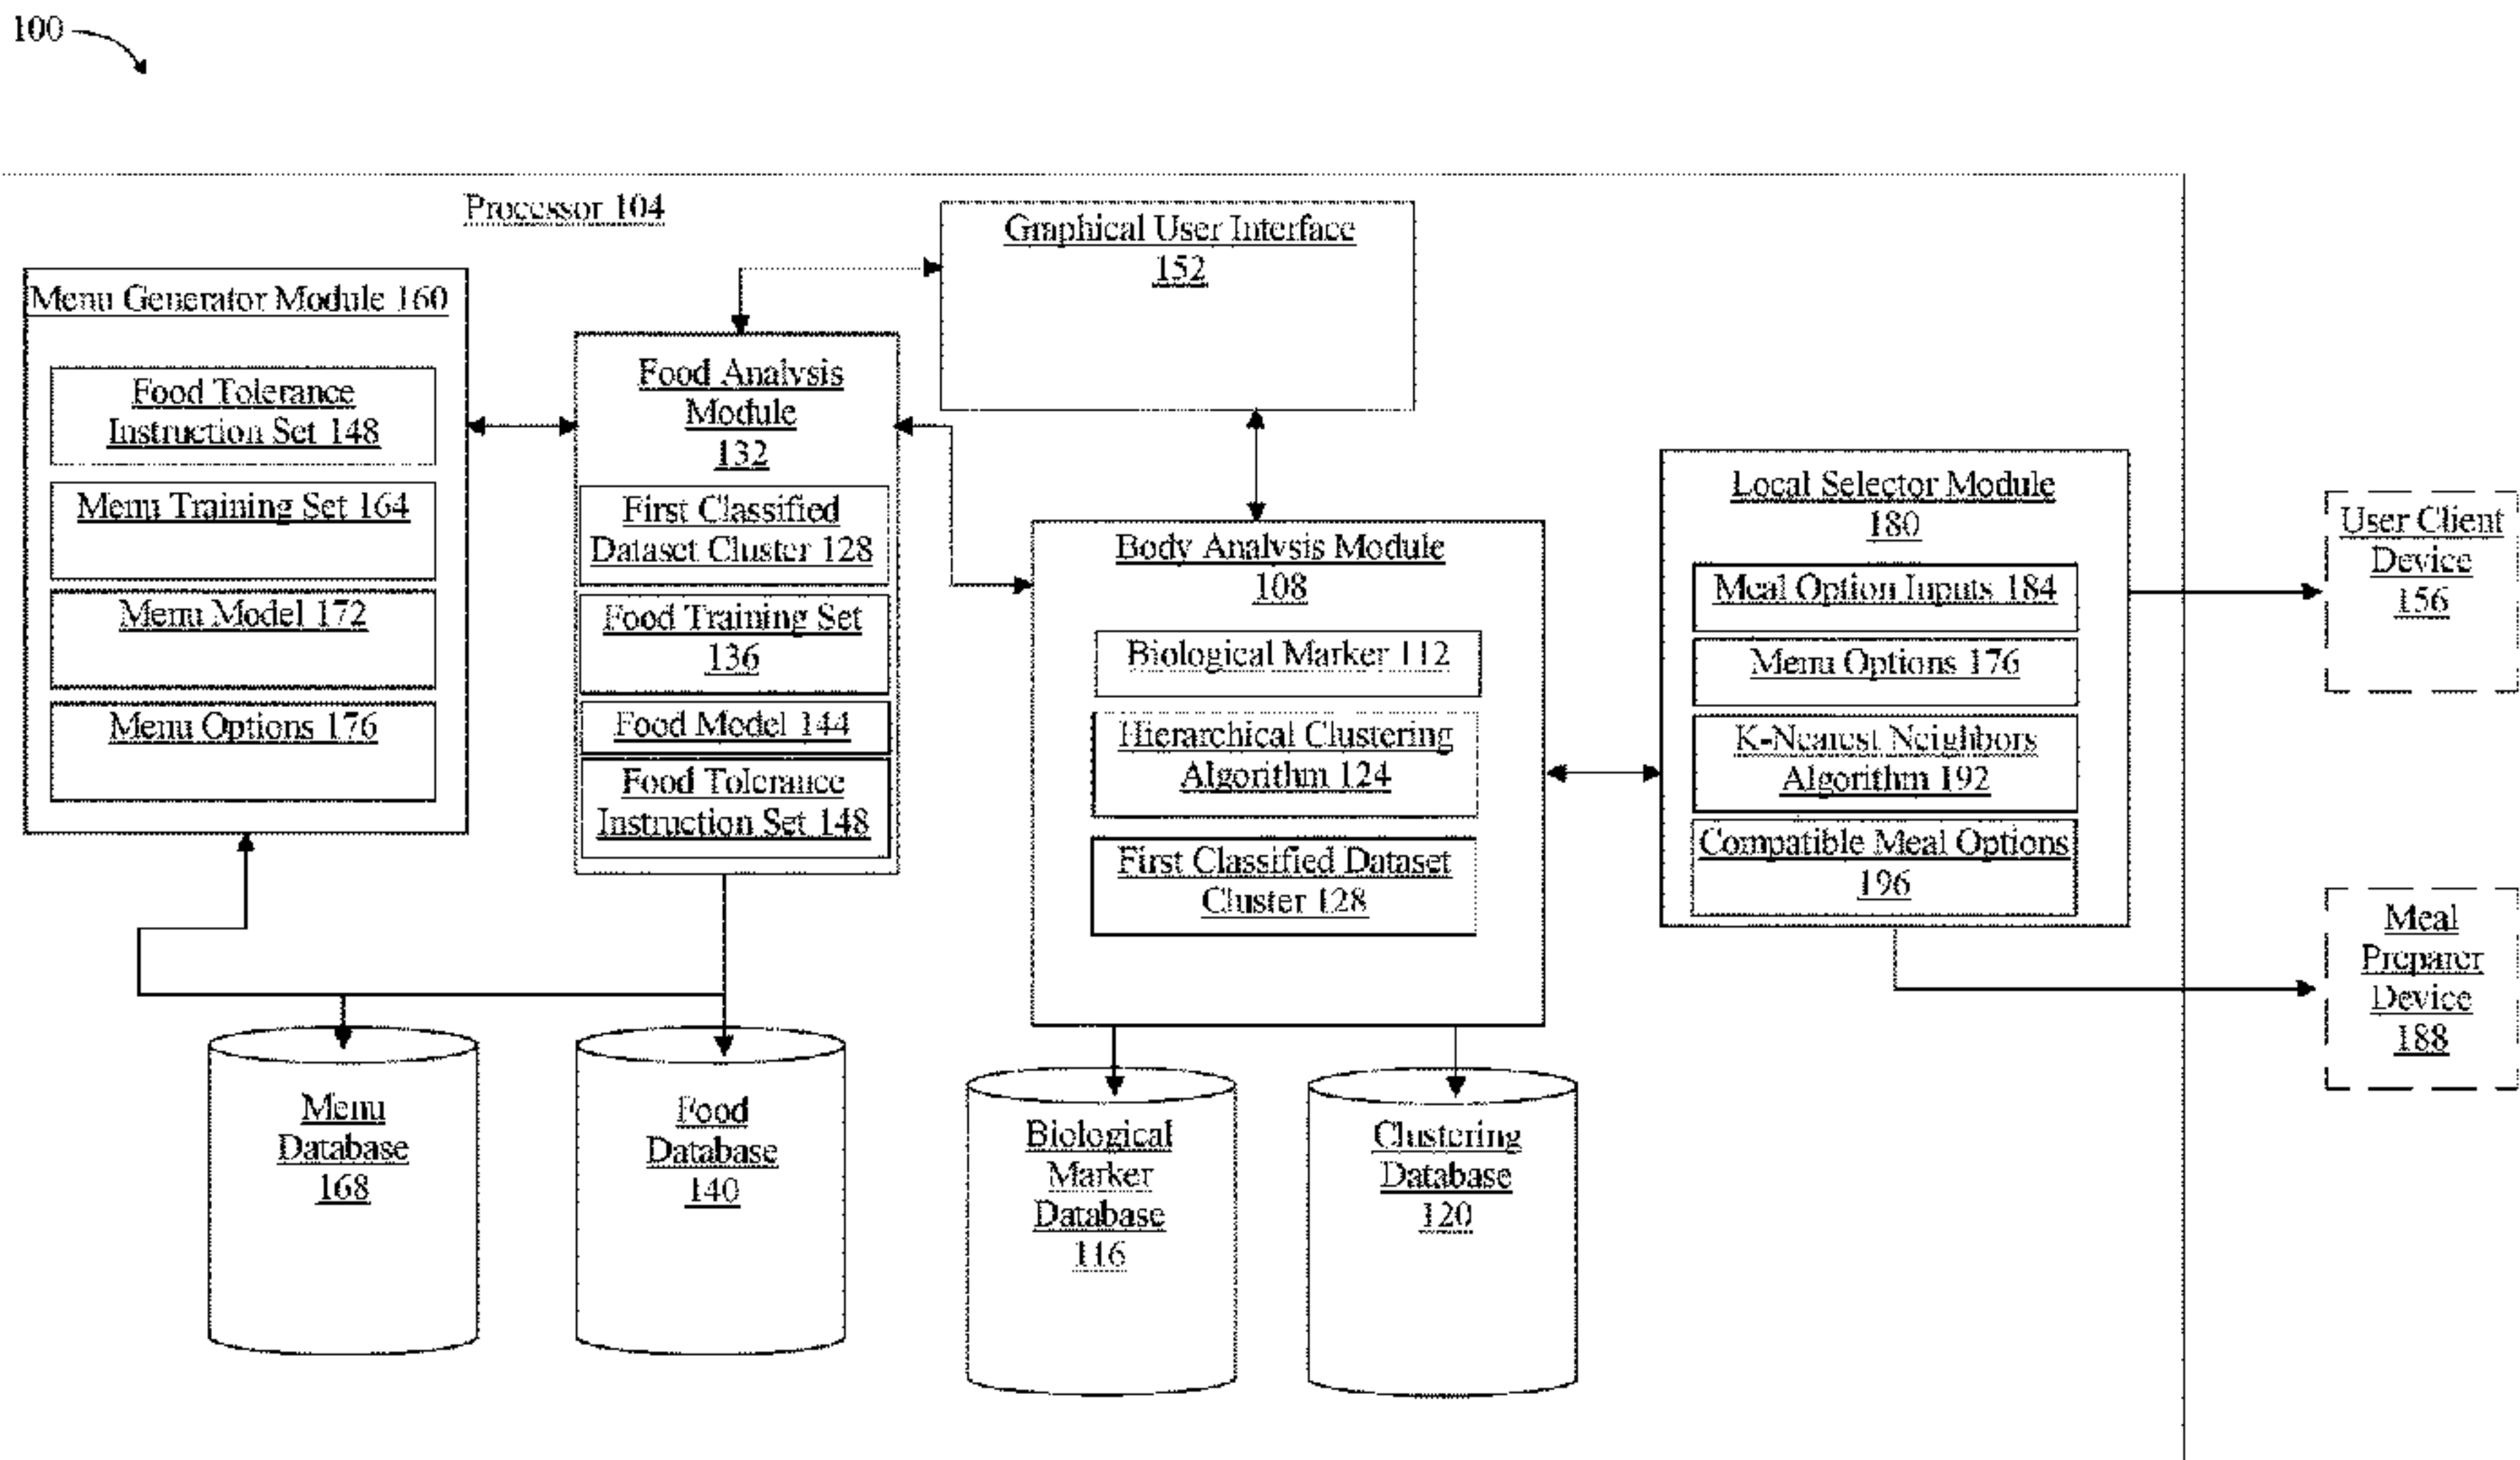 100
Processor 104
Graphical User Interface
152
Menu Generator Module 160
Food Tolerance
Instruction Set 148
Menu Training Set 164
Menu Model 172
Menu Options 176
Food Analysis
Module
132
First Classified
Dataset Cluster 128
Food Training Set
136
Food Model 144
Food Tolerance
Instruction Set 148
Body Analysis Module
108
Biological Marker 112
Hierarchical Clustering
Algorithm 124
First Classified Dataset
Cluster 128
Local Selector Module
180
Meal Option Inputs 184
Menu Options 176
K-Nearest Neighbors
Algorithm 192
Compatible Meal Options
196
User Client
Device
156
Meal
Preparer
Device
188
Menu
Database
168
Food
Database
140
Biological
Marker
Database
116
Clustering
Database
120